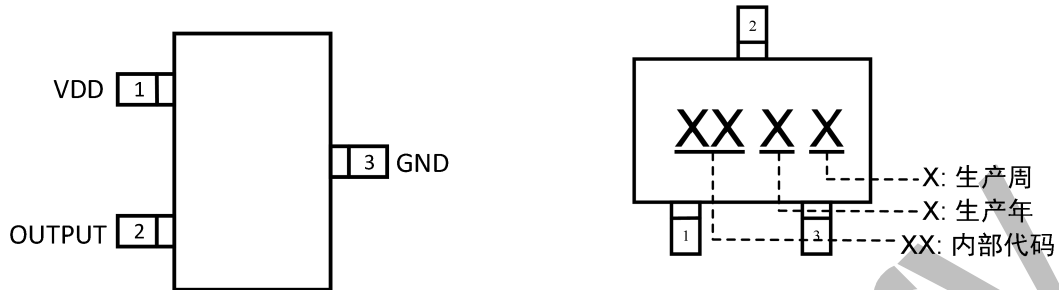 VDD 1
3 GND
OUTPUT 2
2
XX X X
X: 生产周
X: 生产年
XX: 内部代码
1
3